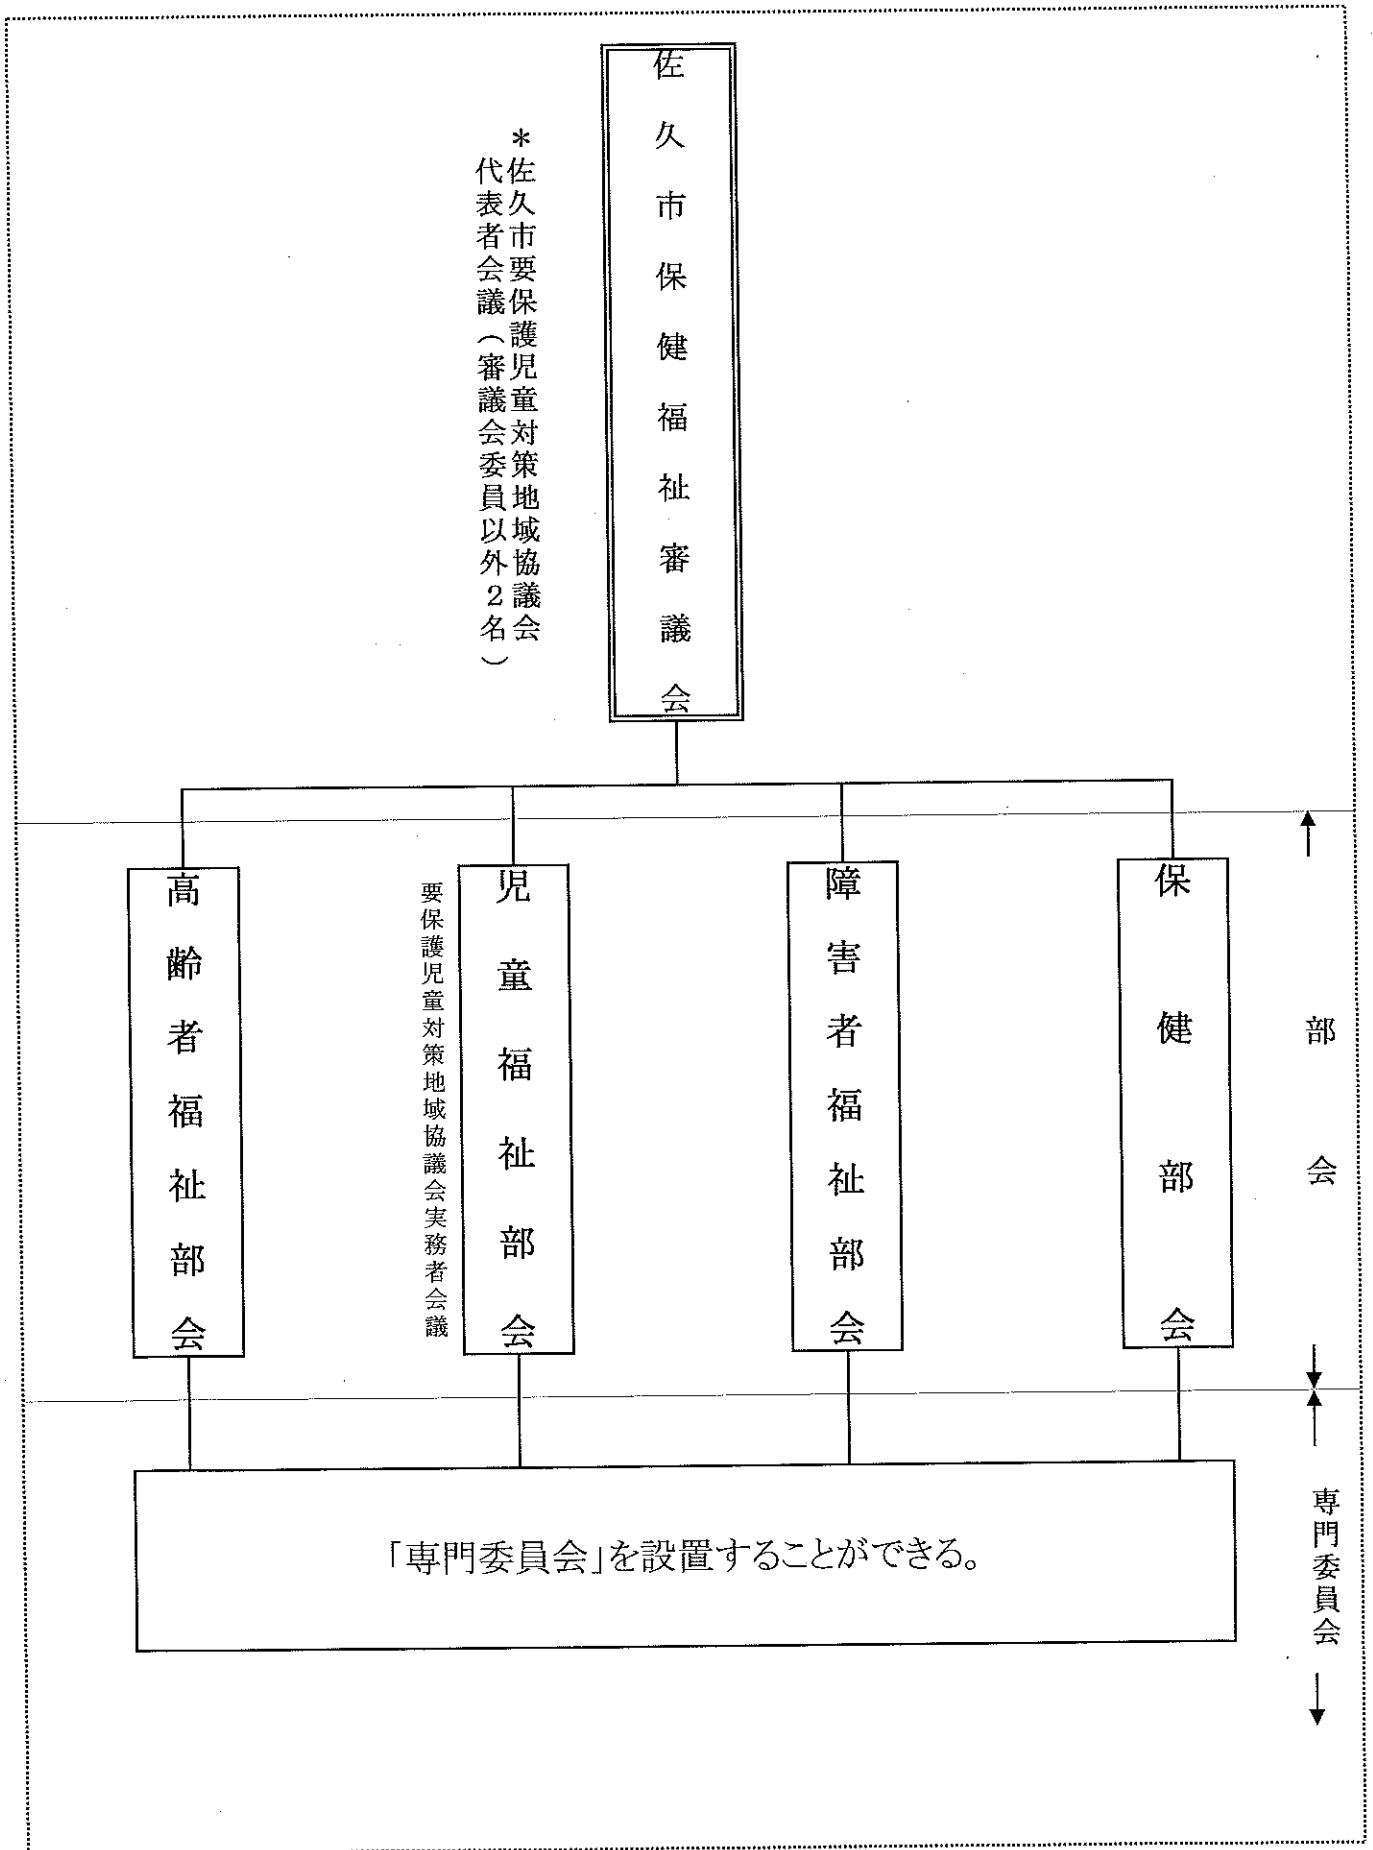 佐久市保健福祉審議会
＊佐久市要保護児童対策地域協議会
代表者会議（審議会委員以外２名）
部会
保健部会
障害者福祉部会
児童福祉部会
要保護児童対策地域協議会実務者会議
高齢者福祉部会
専門委員会
「専門委員会」を設置することができる。